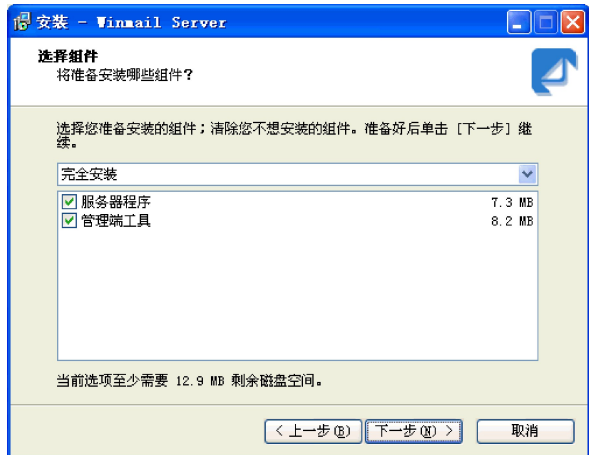 安装 - Winmail Server
选择组件
将准备安装哪些组件?
选择您准备安装的组件;清除您不想安装的组件。准备好后单击 [下一步] 继
续。
完全安装
服务器程序 7.3 MB
管理端工具 8.2 MB
当前选项至少需要 12.9 MB 剩余磁盘空间。
< 上一步(B) 下一步(N) > 取消